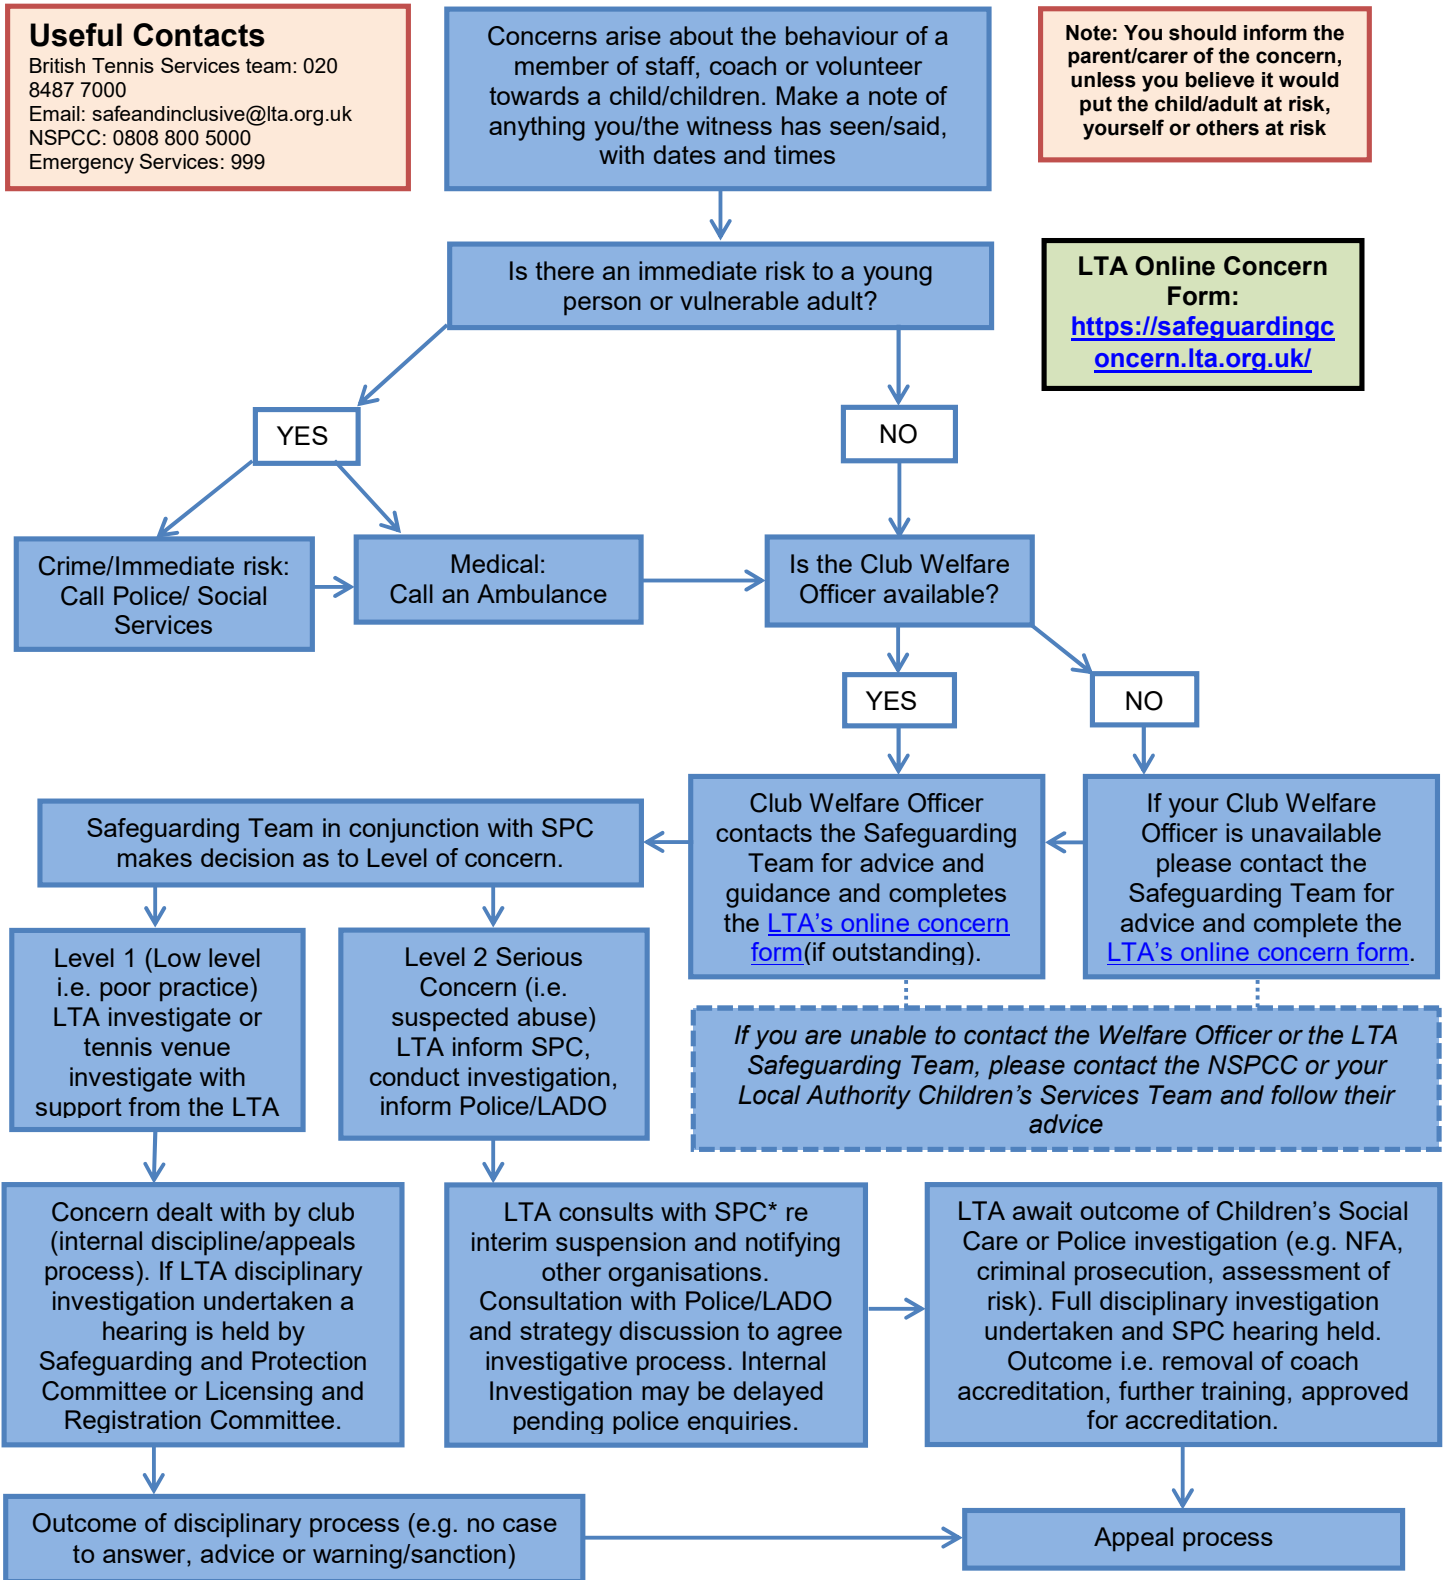 Useful Contacts
British Tennis Services team: 020
8487 7000
Email: safeandinclusive@lta.org.uk
NSPCC: 0808 800 5000
Emergency Services: 999
Concerns arise about the behaviour of a
member of staff, coach or volunteer
towards a child/children. Make a note of
anything you/the witness has seen/said,
with dates and times
Note: You should inform the
parent/carer of the concern,
unless you believe it would
put the child/adult at risk,
yourself or others at risk
Is there an immediate risk to a young
person or vulnerable adult?
LTA Online Concern
Form:
https://safeguardingc
oncern.lta.org.uk/
YES
NO
Crime/Immediate risk:
Call Police/ Social
Services
Medical:
Call an Ambulance
Is the Club Welfare
Officer available?
YES
NO
Safeguarding Team in conjunction with SPC
makes decision as to Level of concern.
Club Welfare Officer
contacts the Safeguarding
Team for advice and
guidance and completes
the LTA’s online concern
form(if outstanding).
If your Club Welfare
Officer is unavailable
please contact the
Safeguarding Team for
advice and complete the
LTA’s online concern form.
Level 1 (Low level
i.e. poor practice)
LTA investigate or
tennis venue
investigate with
support from the LTA
Level 2 Serious
Concern (i.e.
suspected abuse)
LTA inform SPC,
conduct investigation,
inform Police/LADO
If you are unable to contact the Welfare Officer or the LTA
Safeguarding Team, please contact the NSPCC or your
Local Authority Children’s Services Team and follow their
advice
Concern dealt with by club
(internal discipline/appeals
process). If LTA disciplinary
investigation undertaken a
hearing is held by
Safeguarding and Protection
Committee or Licensing and
Registration Committee.
LTA consults with SPC* re
interim suspension and notifying
other organisations.
Consultation with Police/LADO
and strategy discussion to agree
investigative process. Internal
Investigation may be delayed
pending police enquiries.
LTA await outcome of Children’s Social
Care or Police investigation (e.g. NFA,
criminal prosecution, assessment of
risk). Full disciplinary investigation
undertaken and SPC hearing held.
Outcome i.e. removal of coach
accreditation, further training, approved
for accreditation.
Outcome of disciplinary process (e.g. no case
to answer, advice or warning/sanction)
Appeal process